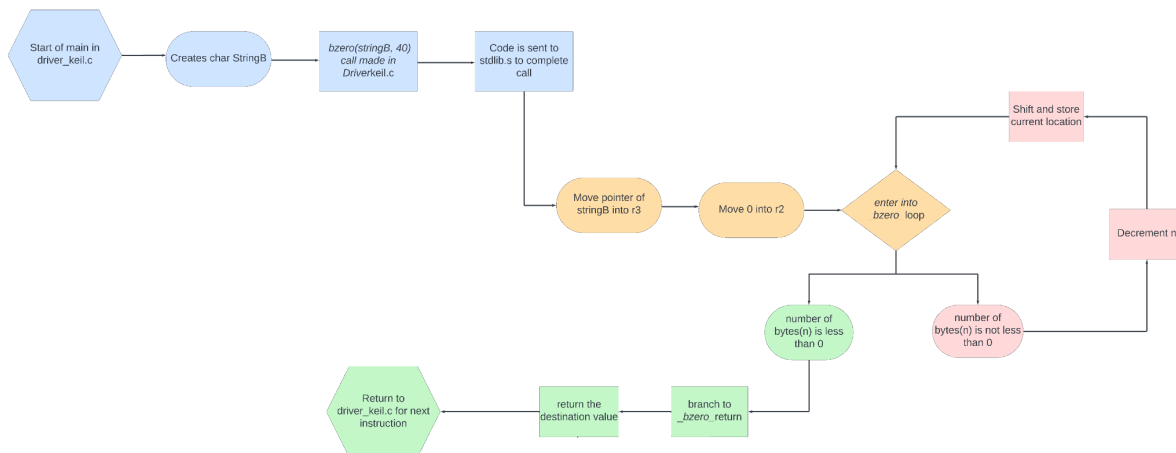 Start of main in
driver_keil.c
Creates char StringB
bzero(stringB, 40)
call made in
Driverkeil.c
Code is sent to
stdlib.s to complete
call
Shift and store
current location
Move pointer of
stringB into r3
Move 0 into r2
enter into
bzero loop
Decrement n
number of
bytes(n) is less
than 0
number of
bytes(n) is not less
than 0
Return to
driver_keil.c for next
instruction
return the
destination value
branch to
_bzero_return